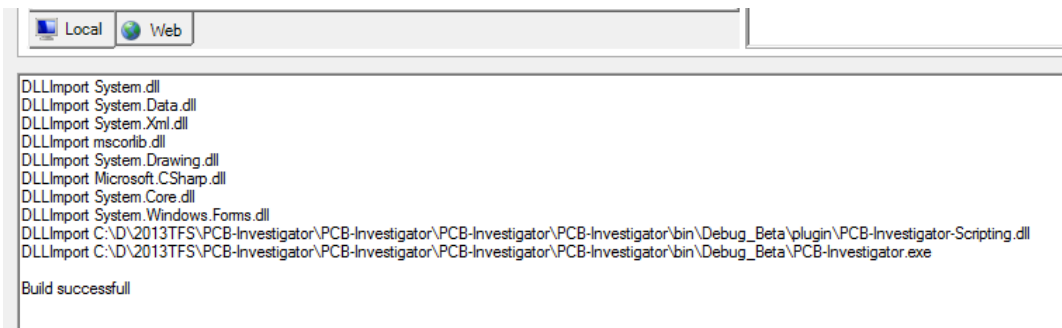 Local Web
DLLImport System.dll
DLLImport System.Data.dll
DLLImport System.Xml.dll
DLLImport mscorlib.dll
DLLImport System.Drawing.dll
DLLImport Microsoft.CSharp.dll
DLLImport System.Core.dll
DLLImport System.Windows.Forms.dll
DLLImport C:\D\2013TFS\PCB-Investigator\PCB-Investigator\PCB-Investigator\PCB-Investigator\bin\Debug_Beta\plugin\PCB-Investigator-Scripting.dll
DLLImport C:\D\2013TFS\PCB-Investigator\PCB-Investigator\PCB-Investigator\PCB-Investigator\bin\Debug_Beta\PCB-Investigator.exe
Build successfull